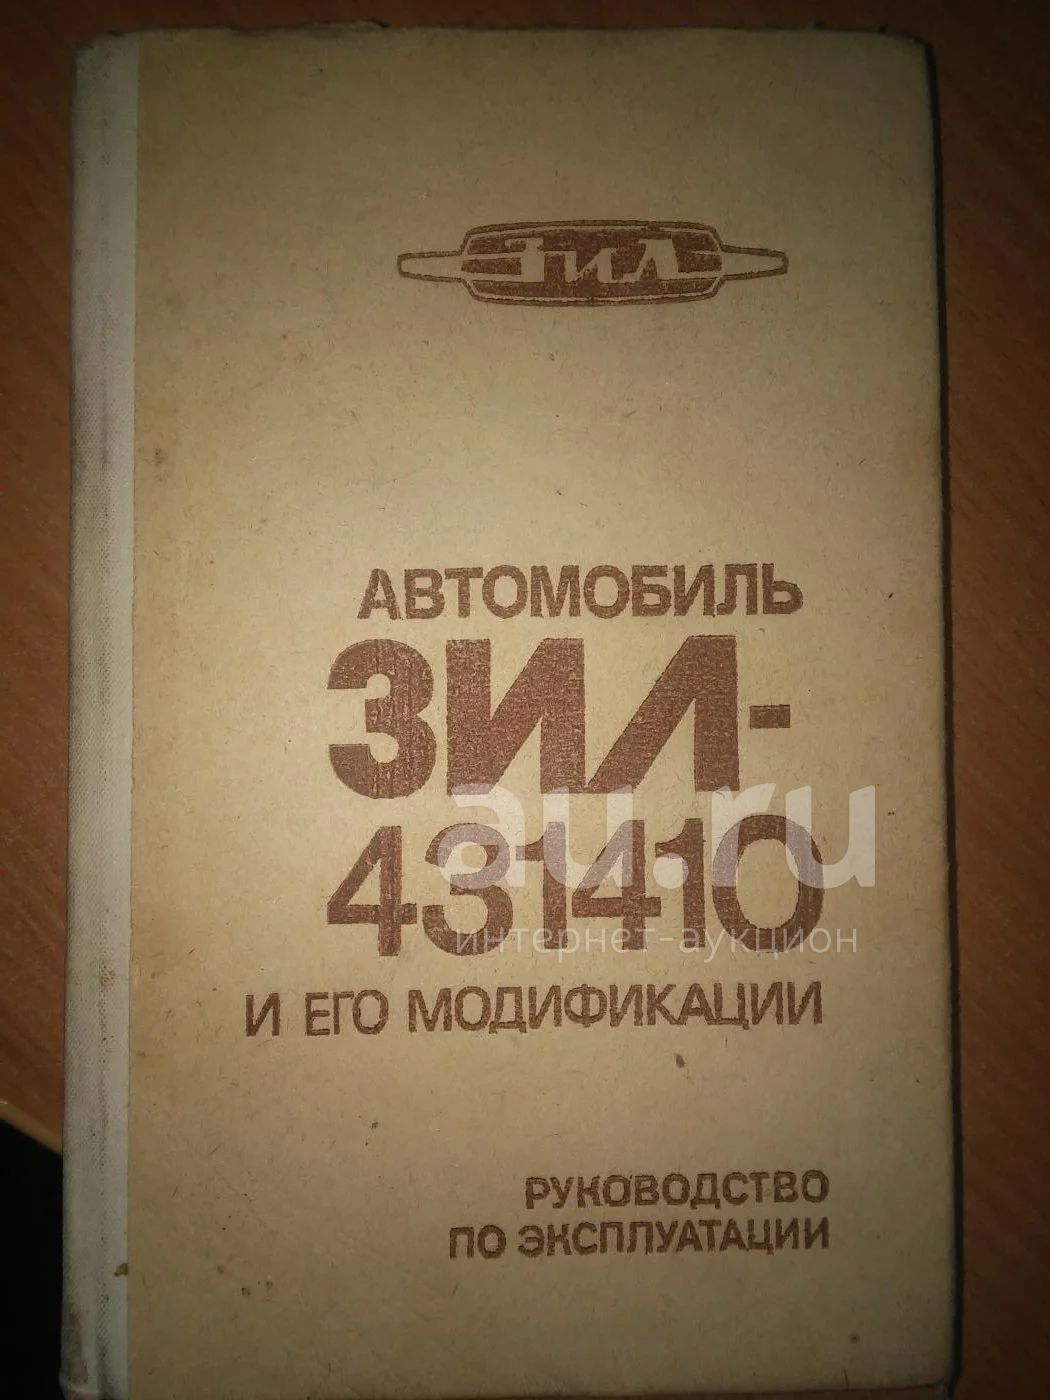 ЗИЛ
АВТОМОБИЛЬ
ЗИЛ-
431410
И ЕГО МОДИФИКАЦИИ
РУКОВОДСТВО
ПО ЭКСПЛУАТАЦИИ
au.ru
интернет-аукцион